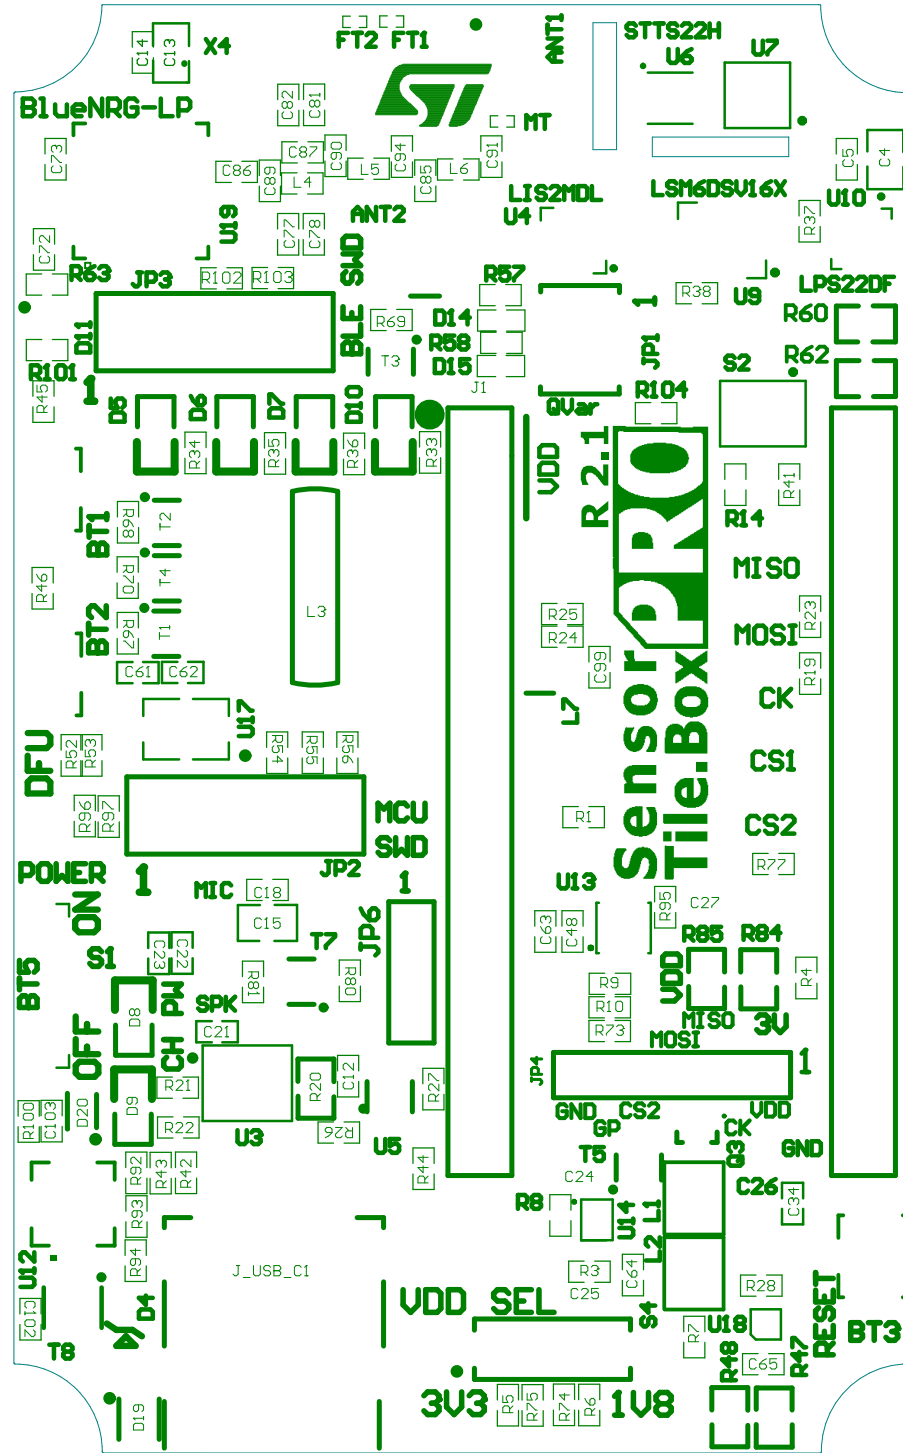 FT2
FT1
ANT1
STTS22H
U6
U7
X4
C14
C13
BlueNRG-LP
C82
C81
MT
C73
C87
C90
C94
C91
C5
C4
C86
C89
L4
L5
C85
L6
LIS2MDL
LSM6DSV16X
U10
U4
U19
ANT2
C77
C78
C72
R63
JP3
R102
R103
BLE SWD
R57
R38
U9
LPS22DF
D11
R69
D14
R58
D15
T3
J1
JP1
1
R60
R62
S2
R101
1
R45
D5
D6
D7
D10
R104
QVar
R34
R35
R36
R33
VDD
R 2.1
PRO
R41
R14
BT1
R68
T2
R70
T4
R46
BT2
R67
T1
L3
MISO
R25
R24
R23
MOSI
C61
C62
C99
R19
CK
Sensor
Tile.Box
L7
U17
DFU
R52
R53
R54
R55
R56
CS1
R96
R97
MCU
SWD
R1
CS2
JP2
R77
POWER
1
MIC
C18
1
U13
R95
C27
ON
C15
JP6
C63
C48
R85
R84
T7
S1
C23
C22
BT5
R81
R80
VDD
R9
R10
R73
R4
D8
CH PW
SPK
C21
MISO
3V
MOSI
OFF
JP4
1
R21
R20
C12
R27
D9
GND
CS2
VDD
R100
C103
D20
R22
U3
R26
U5
GP
CK
GND
T5
Q3
R92
R43
R42
R44
C24
C26
C34
R93
R8
U14
L1
R94
L2
U12
J_USB_C1
R3
C64
C25
R28
C102
D4
VDD SEL
S4
R7
U18
RESET
BT3
T8
C65
R48
R47
D19
3V3
R5
R75
R74
R6
1V8